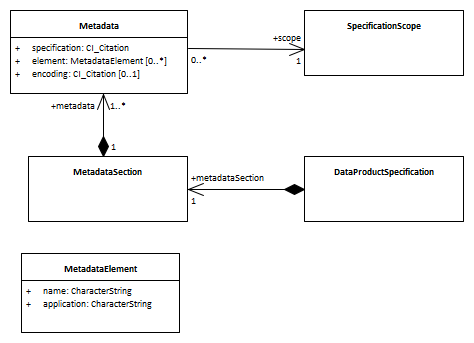 Metadata
+ specification: CI_Citation
+ element: MetadataElement [0..*]
+ encoding: CI_Citation [0..1]
SpecificationScope
+scope
0..*
1
+metadata
1..*
1
MetadataSection
+metadataSection
1
DataProductSpecification
MetadataElement
+ name: CharacterString
+ application: CharacterString